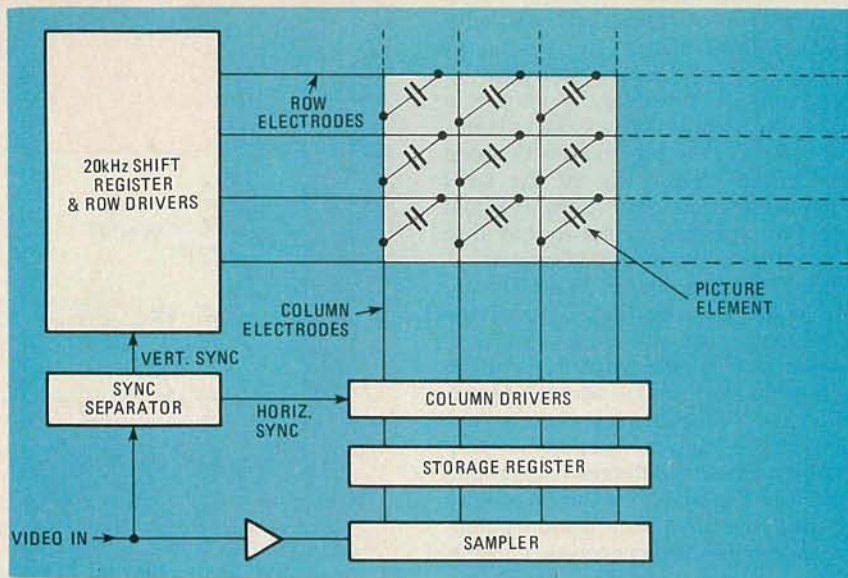 20kHz SHIFT
REGISTER
& ROW DRIVERS
ROW
ELECTRODES
COLUMN
ELECTRODES
PICTURE
ELEMENT
VERT. SYNC
SYNC
SEPARATOR
HORIZ.
SYNC
COLUMN DRIVERS
STORAGE REGISTER
VIDEO IN
SAMPLER